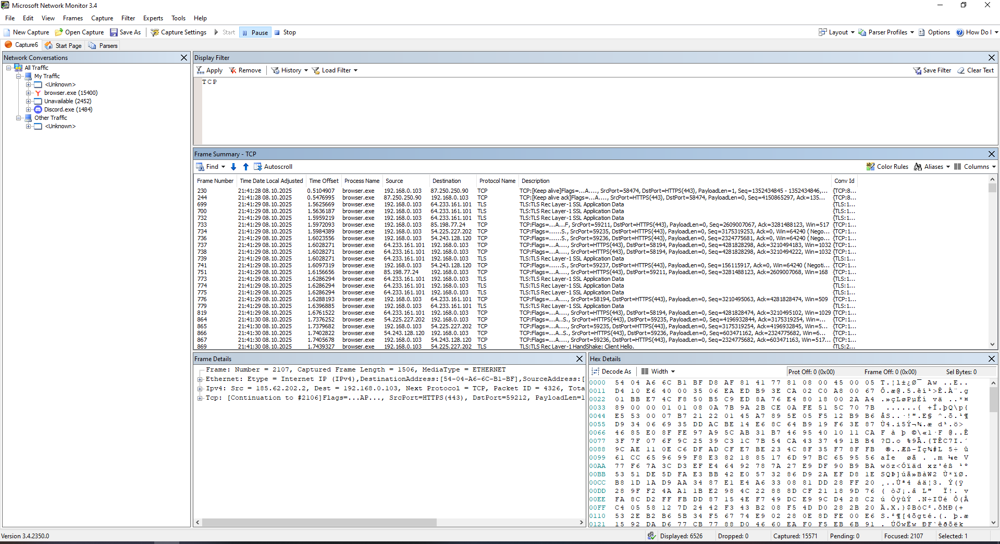 Microsoft Network Monitor 3.4
File Edit View Frames Capture Filter Experts Tools Help
New Capture Open Capture Save As Capture Settings Start Pause Stop Layout Parser Profiles Options How Do I
Capture6 Start Page Parsers
Network Conversations
All Traffic
My Traffic
<Unknown>
browser.exe (15400)
Unavailable (2452)
Discord.exe (1484)
Other Traffic
<Unknown>
Display Filter
Apply Remove History Load Filter Save Filter Clear Text
TCP
Frame Summary - TCP
Find Autoscroll Color Rules Aliases Columns
Frame Number Time Date Local Adjusted Time Offset Process Name Source Destination Protocol Name Description Conv Id
230 21:41:28 08.10.2025 0.5104907 browser.exe 192.168.0.103 87.250.250.90 TCP TCP:[Keep alive]Flags=...A...., SrcPort=58474, DstPort=HTTPS(443), PayloadLen=1, Seq=1352434845 - 1352434846,... {TCP:8...
244 21:41:28 08.10.2025 0.5476995 browser.exe 87.250.250.90 192.168.0.103 TCP TCP:[Keep alive ack]Flags=...A...., SrcPort=HTTPS(443), DstPort=58474, PayloadLen=0, Seq=4150865297, Ack=135... {TCP:8...
699 21:41:29 08.10.2025 1.5625669 browser.exe 192.168.0.103 64.233.161.101 TLS TLS:TLS Rec Layer-1 SSL Application Data {TLS:1...
700 21:41:29 08.10.2025 1.5636187 browser.exe 192.168.0.103 64.233.161.101 TLS TLS:TLS Rec Layer-1 SSL Application Data {TLS:1...
732 21:41:29 08.10.2025 1.5959219 browser.exe 192.168.0.103 64.233.161.101 TLS TLS:TLS Rec Layer-1 SSL Application Data {TLS:1...
733 21:41:29 08.10.2025 1.5972093 browser.exe 192.168.0.103 85.198.77.24 TCP TCP:Flags=...A...F, SrcPort=59211, DstPort=HTTPS(443), PayloadLen=0, Seq=2609007067, Ack=3281488123, Win=517 {TCP:1...
734 21:41:29 08.10.2025 1.5984389 browser.exe 192.168.0.103 54.225.227.202 TCP TCP:Flags=......S., SrcPort=59235, DstPort=HTTPS(443), PayloadLen=0, Seq=3175319253, Ack=0, Win=64240 ( Nego... {TCP:1...
736 21:41:29 08.10.2025 1.6023556 browser.exe 192.168.0.103 54.243.128.120 TCP TCP:Flags=......S., SrcPort=59236, DstPort=HTTPS(443), PayloadLen=0, Seq=2324775681, Ack=0, Win=64240 ( Nego... {TCP:1...
737 21:41:29 08.10.2025 1.6028271 browser.exe 64.233.161.101 192.168.0.103 TCP TCP:Flags=...A...., SrcPort=HTTPS(443), DstPort=58194, PayloadLen=0, Seq=4281828298, Ack=3210494183, Win=1032 {TCP:1...
738 21:41:29 08.10.2025 1.6028271 browser.exe 64.233.161.101 192.168.0.103 TCP TCP:Flags=...A...., SrcPort=HTTPS(443), DstPort=58194, PayloadLen=0, Seq=4281828298, Ack=3210494222, Win=1032 {TCP:1...
739 21:41:29 08.10.2025 1.6028271 browser.exe 64.233.161.101 192.168.0.103 TLS TLS:TLS Rec Layer-1 SSL Application Data {TLS:1...
741 21:41:29 08.10.2025 1.6097319 browser.exe 192.168.0.103 54.243.128.120 TCP TCP:Flags=......S., SrcPort=59237, DstPort=HTTPS(443), PayloadLen=0, Seq=156115917, Ack=0, Win=64240 ( Negoti... {TCP:1...
751 21:41:29 08.10.2025 1.6156656 browser.exe 85.198.77.24 192.168.0.103 TCP TCP:Flags=...A...., SrcPort=HTTPS(443), DstPort=59211, PayloadLen=0, Seq=3281488123, Ack=2609007068, Win=168 {TCP:1...
773 21:41:29 08.10.2025 1.6286294 browser.exe 64.233.161.101 192.168.0.103 TLS TLS:TLS Rec Layer-1 SSL Application Data {TLS:1...
774 21:41:29 08.10.2025 1.6286294 browser.exe 64.233.161.101 192.168.0.103 TLS TLS:TLS Rec Layer-1 SSL Application Data {TLS:1...
775 21:41:29 08.10.2025 1.6286294 browser.exe 64.233.161.101 192.168.0.103 TLS TLS:TLS Rec Layer-1 SSL Application Data {TLS:1...
776 21:41:29 08.10.2025 1.6288193 browser.exe 192.168.0.103 64.233.161.101 TCP TCP:Flags=...A...., SrcPort=58194, DstPort=HTTPS(443), PayloadLen=0, Seq=3210495063, Ack=4281828474, Win=509 {TCP:1...
779 21:41:29 08.10.2025 1.6396885 browser.exe 192.168.0.103 64.233.161.101 TLS TLS:TLS Rec Layer-1 SSL Application Data {TLS:1...
819 21:41:29 08.10.2025 1.6761522 browser.exe 64.233.161.101 192.168.0.103 TCP TCP:Flags=...A...., SrcPort=HTTPS(443), DstPort=58194, PayloadLen=0, Seq=4281828474, Ack=3210495102, Win=1029 {TCP:1...
864 21:41:30 08.10.2025 1.7376252 browser.exe 54.225.227.202 192.168.0.103 TCP TCP:Flags=...A..S., SrcPort=HTTPS(443), DstPort=59235, PayloadLen=0, Seq=4196932844, Ack=3175319254, Win=... {TCP:1...
865 21:41:30 08.10.2025 1.7379682 browser.exe 192.168.0.103 54.225.227.202 TCP TCP:Flags=...A...., SrcPort=59235, DstPort=HTTPS(443), PayloadLen=0, Seq=3175319254, Ack=4196932845, Win=5... {TCP:1...
866 21:41:30 08.10.2025 1.7402822 browser.exe 54.243.128.120 192.168.0.103 TCP TCP:Flags=...A..S., SrcPort=HTTPS(443), DstPort=59236, PayloadLen=0, Seq=603471162, Ack=2324775682, Win=6... {TCP:1...
867 21:41:30 08.10.2025 1.7405678 browser.exe 192.168.0.103 54.243.128.120 TCP TCP:Flags=...A...., SrcPort=59236, DstPort=HTTPS(443), PayloadLen=0, Seq=2324775682, Ack=603471163, Win=517... {TCP:1...
869 21:41:30 08.10.2025 1.7439327 browser.exe 192.168.0.103 54.225.227.202 TLS TLS:TLS Rec Layer-1 HandShake: Client Hello. {TLS:2...
Frame Details
Frame: Number = 2107, Captured Frame Length = 1506, MediaType = ETHERNET
Ethernet: Etype = Internet IP (IPv4),DestinationAddress:[54-04-A6-6C-B1-BF],SourceAddress:[
Ipv4: Src = 185.62.202.2, Dest = 192.168.0.103, Next Protocol = TCP, Packet ID = 4326, Tota
Tcp: [Continuation to #2106]Flags=...AP..., SrcPort=HTTPS(443), DstPort=59212, PayloadLen=1
Hex Details
Decode As Width Prot Off: 0 (0x00) Frame Off: 0 (0x00) Sel Bytes: 0
0000 54 04 A6 6C B1 BF D8 AF 81 41 77 81 08 00 45 00 05
0011 D4 10 E6 40 00 35 06 EA ED B9 3E CA 02 C0 A8 00 67
0022 01 BB E7 4C F8 50 B5 C9 ED 8A 76 E4 80 18 00 2A A4
0033 89 00 00 01 01 08 0A 7B 9A 2B CE 0A FE 51 5C 70 7B
0044 E5 53 00 07 B7 21 22 01 45 A7 89 5E 05 F5 12 B9 B6
0055 D9 34 06 69 35 DD AC BE 14 E6 8C 64 B9 19 F6 3E 87
0066 46 85 E0 8F FE 97 A9 5C AB 31 B7 46 95 40 10 11 CA
0077 3F 7F 07 6F 9C 25 39 C3 1C 7B 54 CA 43 37 49 1B B4
0088 9C AE 11 0E C6 DF AD CF E7 BE 23 4C 8F 35 F7 8F FB
0099 61 CC 65 96 99 F8 E3 82 18 85 17 6D 97 BC 65 95 56
00AA 77 F6 7A 3C D3 EF E4 64 92 78 7A 27 E9 DF 90 B9 BA
00BB 53 51 DE 5D FA E3 BB 42 E0 57 32 86 D9 2A EF D8 1E
00CC B8 1D 1A D9 AA 34 87 E1 E4 A6 33 08 81 DD 28 FF 20
00DD 28 9F F2 4A A1 1B E2 98 4C 22 88 8D CF 21 18 9D 76
00EE FA 8C D2 FF FB DD 87 15 4E F7 49 DC E9 9C D4 28 C2
00FF C4 05 58 12 7D 24 42 F3 43 B2 08 F5 4D D0 28 2B 20
0110 53 2E B2 B6 5B 34 F5 67 74 E9 02 28 0E 8D FE 00 E6
0121 15 92 DA D6 77 CB 77 88 D0 46 60 EA F0 F5 EB 6B 91
Version 3.4.2350.0 Displayed: 6526 Dropped: 0 Captured: 15571 Pending: 0 Focused: 2107 Selected: 1